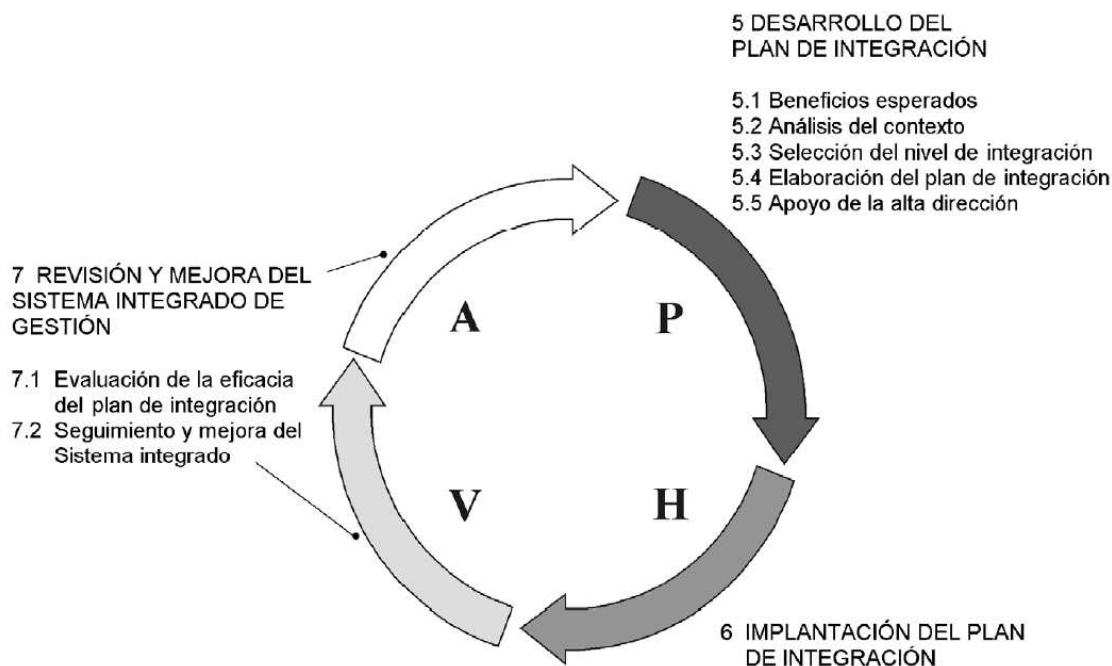 5 DESARROLLO DEL
PLAN DE INTEGRACIÓN
5.1 Beneficios esperados
5.2 Análisis del contexto
5.3 Selección del nivel de integración
5.4 Elaboración del plan de integración
5.5 Apoyo de la alta dirección
7 REVISIÓN Y MEJORA DEL
SISTEMA INTEGRADO DE
GESTIÓN
7.1 Evaluación de la eficacia
del plan de integración
7.2 Seguimiento y mejora del
Sistema integrado
A
P
V
H
6 IMPLANTACIÓN DEL PLAN
DE INTEGRACIÓN